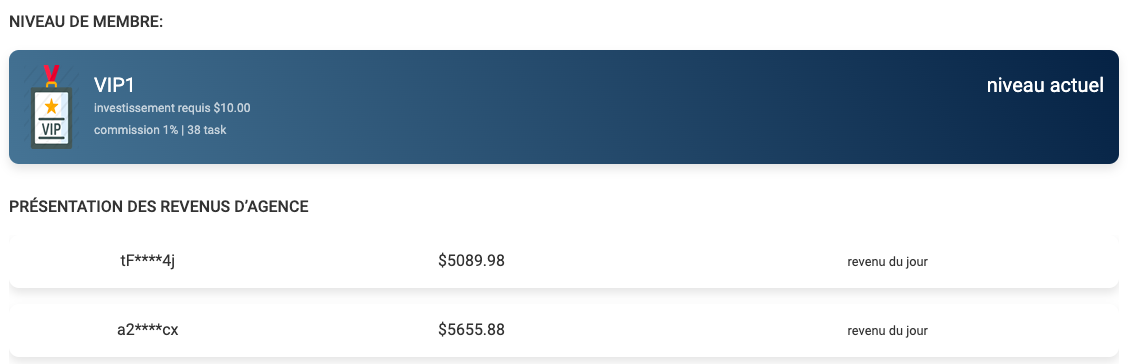 NIVEAU DE MEMBRE:
VIP1
niveau actuel
investissement requis $10.00
commission 1% | 38 task
VIP
PRÉSENTATION DES REVENUS D’AGENCE
tF****4j $5089.98 revenu du jour
a2****cx $5655.88 revenu du jour